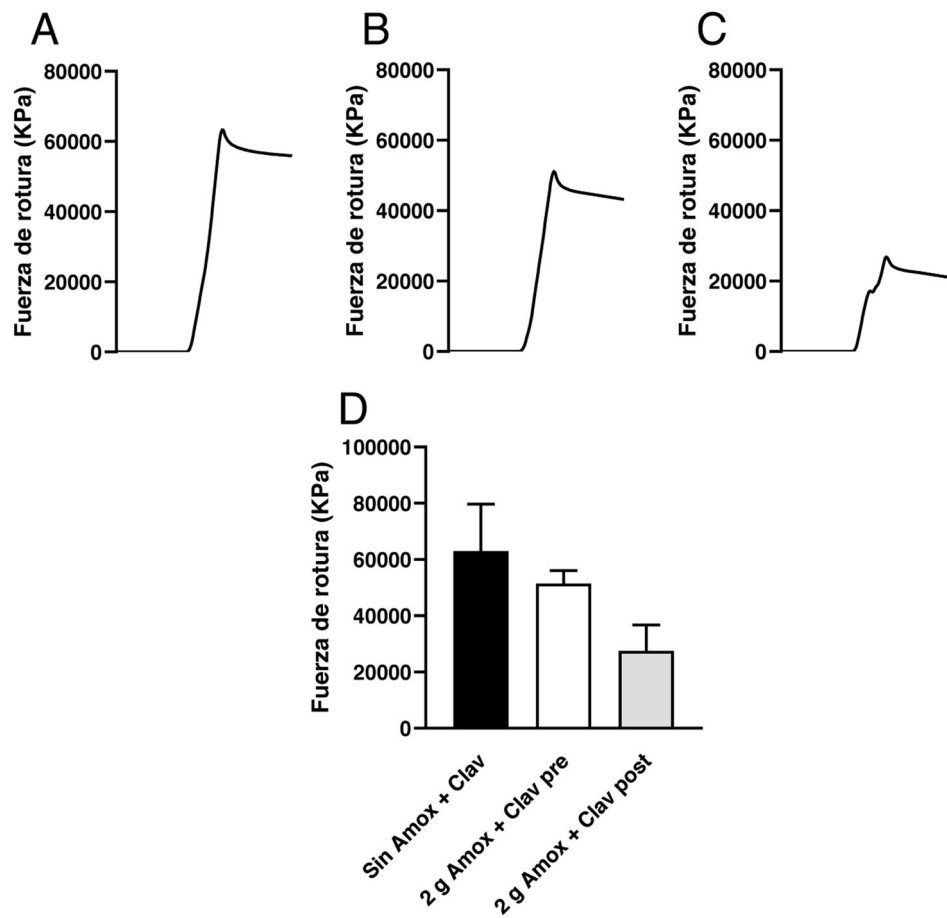 A
B
C
Fuerza de rotura (KPa)
80000
60000
40000
20000
0
Fuerza de rotura (KPa)
80000
60000
40000
20000
0
Fuerza de rotura (KPa)
80000
60000
40000
20000
0
D
Fuerza de rotura (KPa)
100000
80000
60000
40000
20000
0
Sin Amox + Clav
2 g Amox + Clav pre
2 g Amox + Clav post